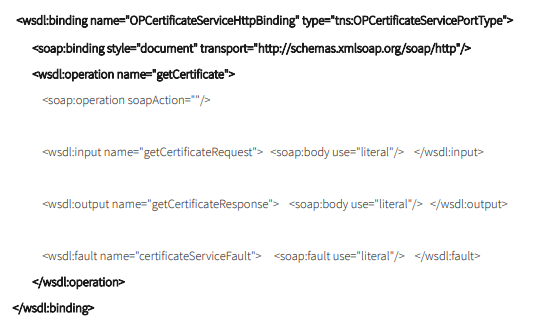 <wsdl:binding name="OPCertificateServiceHttpBinding" type="tns:OPCertificateServicePortType">
<soap:binding style="document" transport="http://schemas.xmlsoap.org/soap/http"/>
<wsdl:operation name="getCertificate">
<soap:operation soapAction=""/>
<wsdl:input name="getCertificateRequest"> <soap:body use="literal"/> </wsdl:input>
<wsdl:output name="getCertificateResponse"> <soap:body use="literal"/> </wsdl:output>
<wsdl:fault name="certificateServiceFault"> <soap:fault use="literal"/> </wsdl:fault>
</wsdl:operation>
</wsdl:binding>